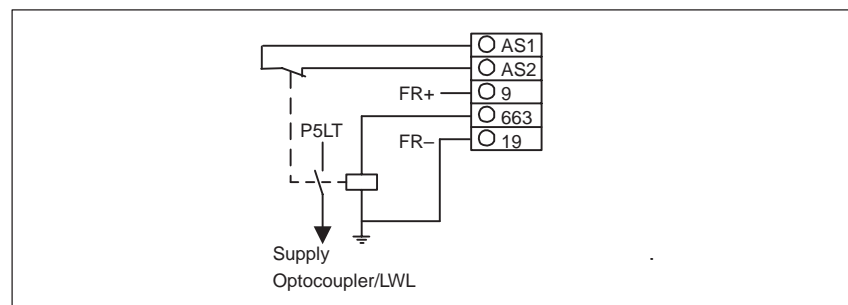 AS1
AS2
FR+ 9
663
P5LT
FR– 19
Supply
Optocoupler/LWL
.